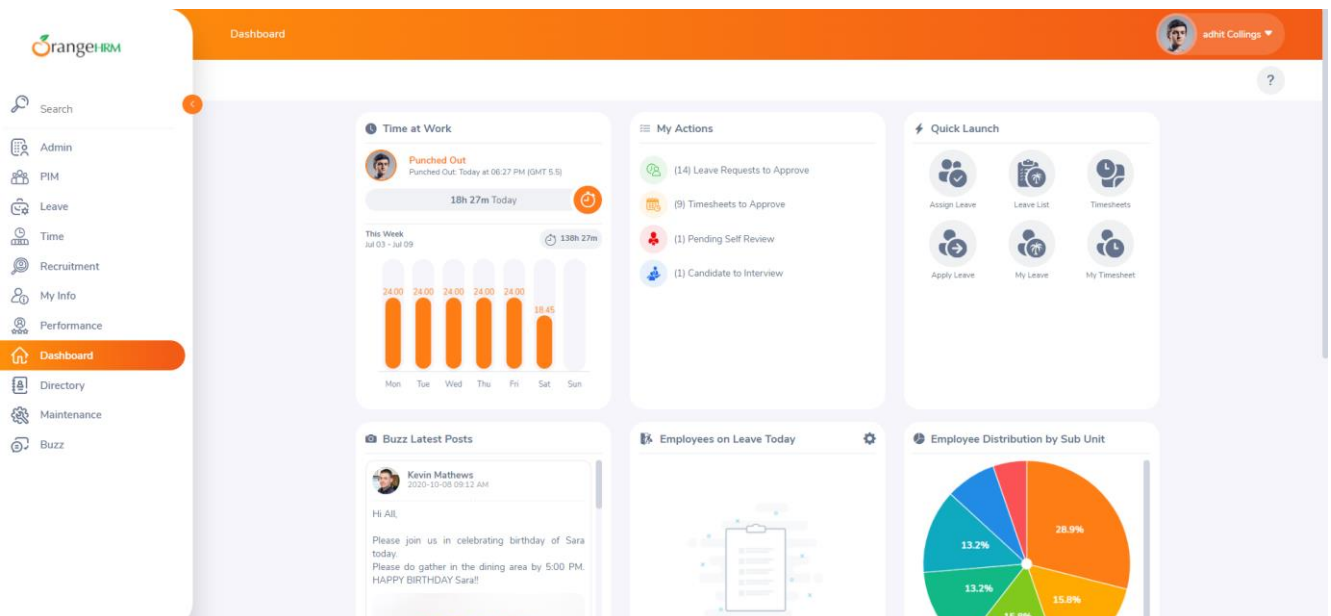 OrangeHRM
Dashboard
adhit Collings
?
Search
Admin
PIM
Leave
Time
Recruitment
My Info
Performance
Dashboard
Directory
Maintenance
Buzz
Time at Work
Punched Out
Punched Out: Today at 06:27 PM (GMT 5.5)
18h 27m Today
This Week
Jul 03 - Jul 09
138h 27m
24.00 24.00 24.00 24.00 24.00
18.45
Mon Tue Wed Thu Fri Sat Sun
My Actions
(14) Leave Requests to Approve
(9) Timesheets to Approve
(1) Pending Self Review
(1) Candidate to Interview
Quick Launch
Assign Leave Leave List Timesheets
Apply Leave My Leave My Timesheet
Buzz Latest Posts
Kevin Mathews
2020-10-08 09:12 AM
Hi All,
Please join us in celebrating birthday of Sara
today.
Please do gather in the dining area by 5:00 PM.
HAPPY BIRTHDAY Sara!!
Employees on Leave Today
Employee Distribution by Sub Unit
28.9%
13.2%
13.2%
15.8%
15.8%